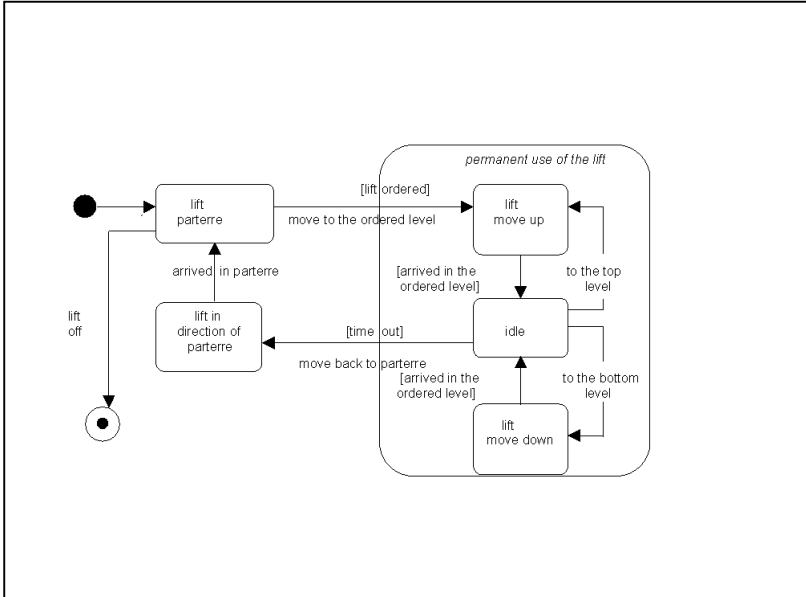 permanent use of the lift
[lift ordered]
lift
parterre
lift
move up
move to the ordered level
arrived in parterre
[arrived in the
ordered level]
to the top
level
lift
off
lift in
direction of
parterre
[time out]
idle
move back to parterre
[arrived in the
ordered level]
to the bottom
level
lift
move down